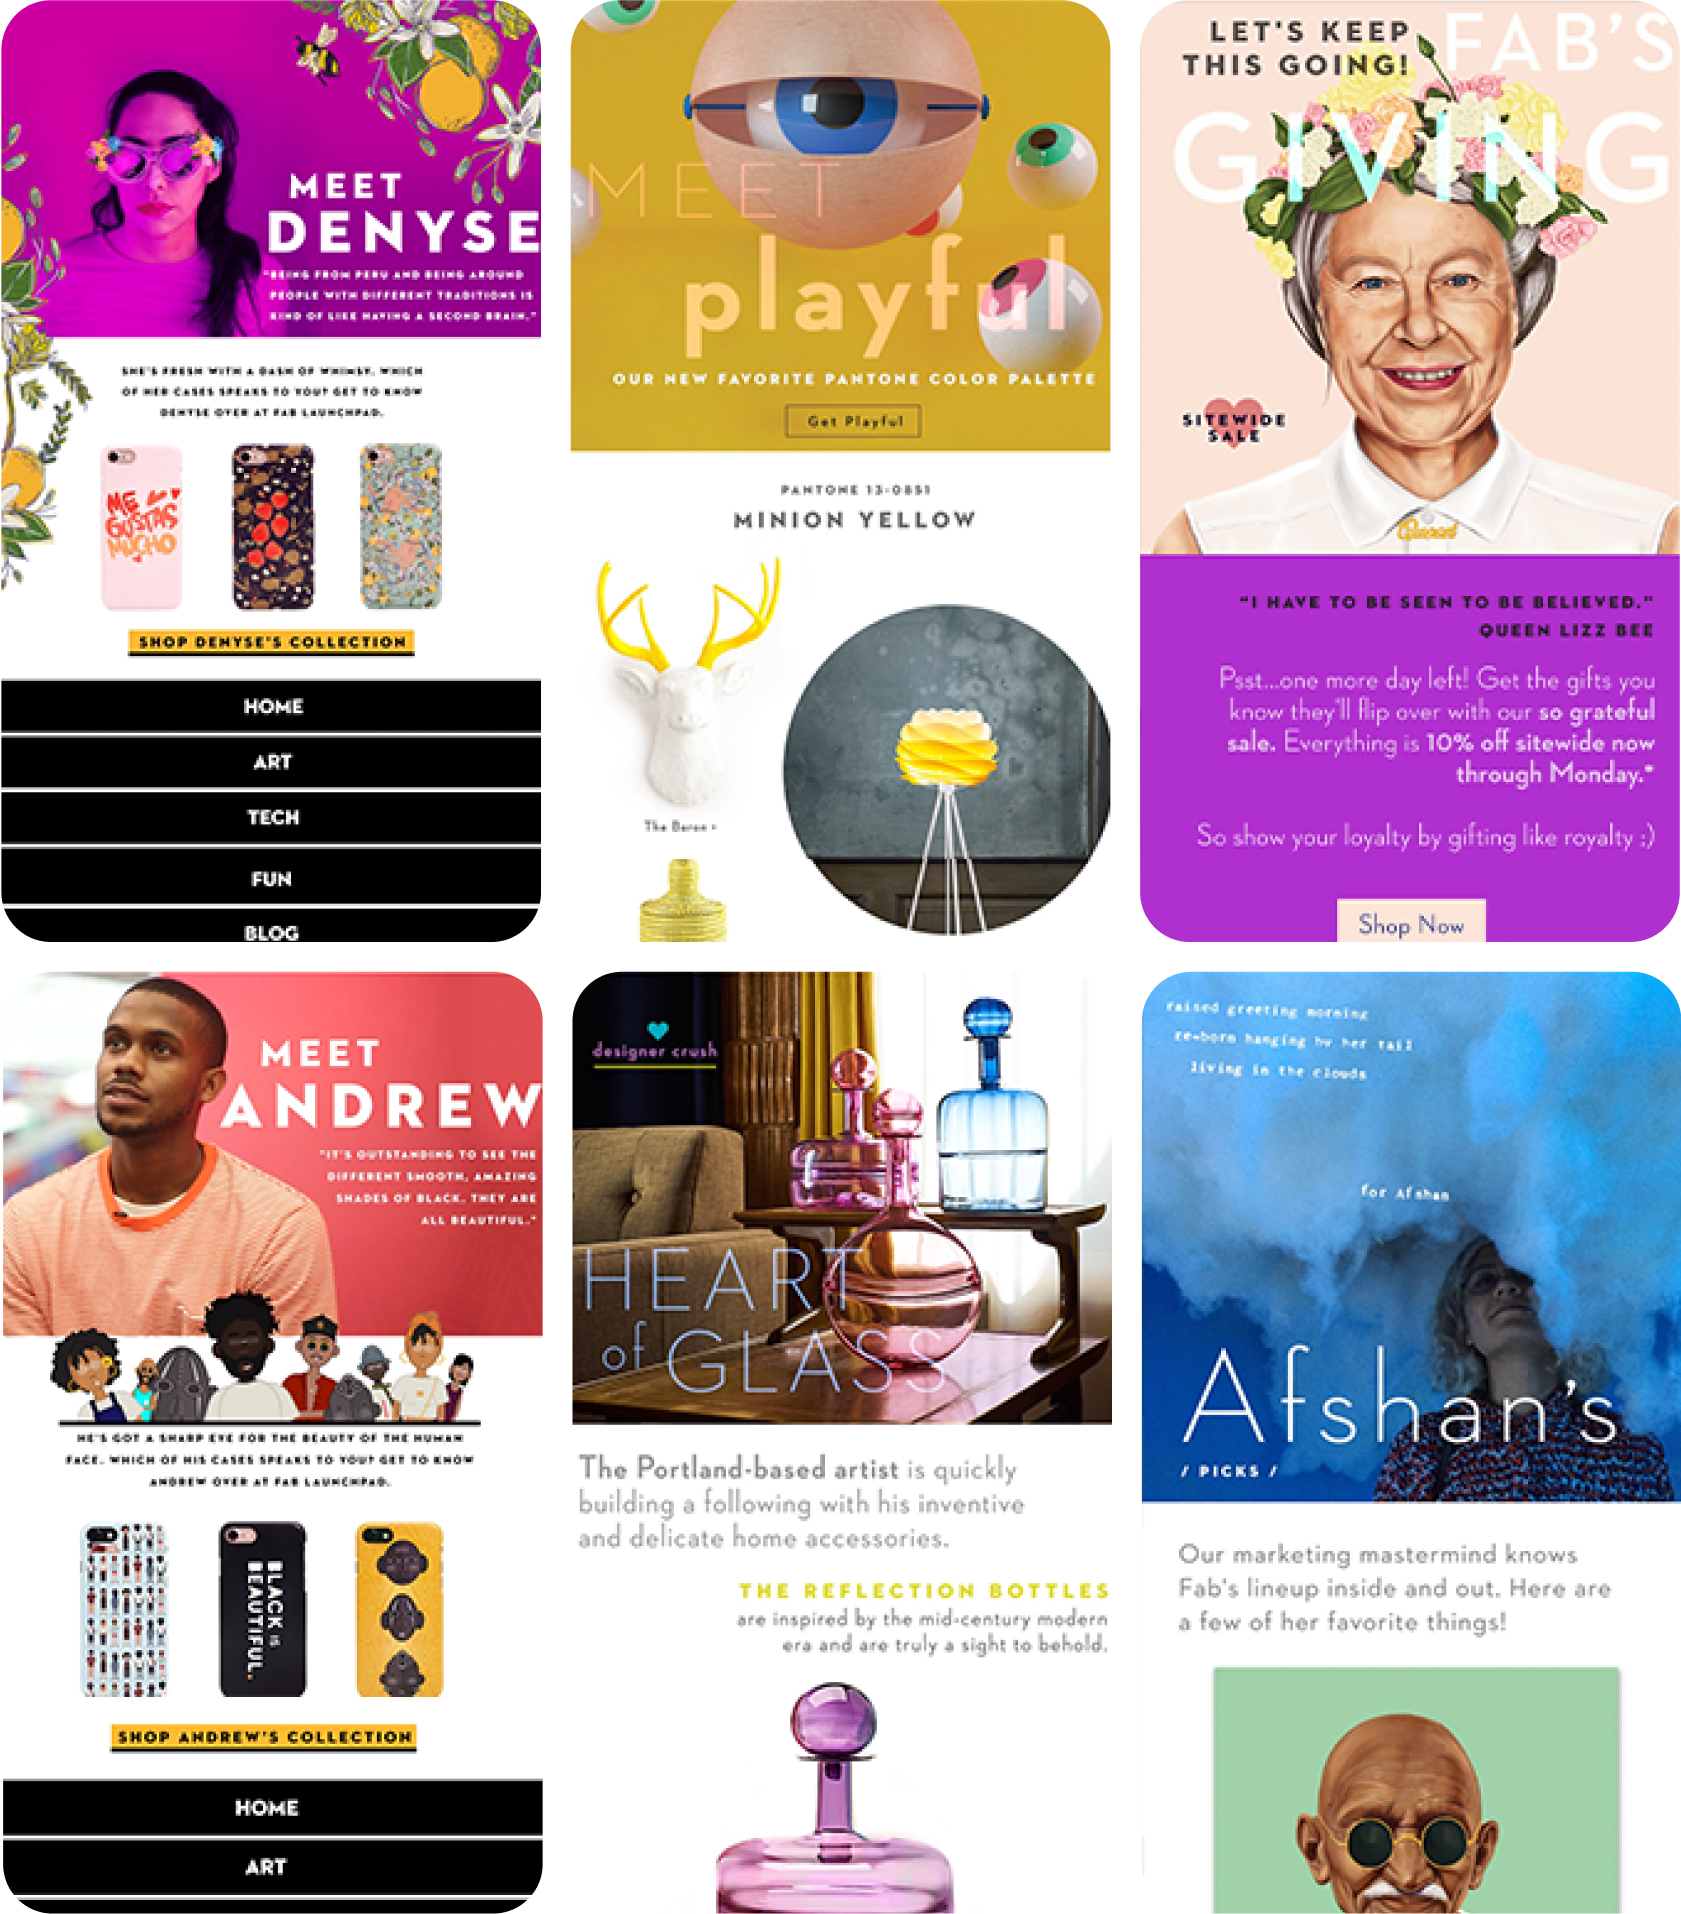 MEET
DENYSE
"BEING FROM PERU AND BEING AROUND
PEOPLE WITH DIFFERENT TRADITIONS IS
KIND OF LIKE HAVING A SECOND BRAIN."
SHE'S FRESH WITH A DASH OF WHIMSY. WHICH
OF HER CASES SPEAKS TO YOU? GET TO KNOW
DENYSE OVER AT FAB LAUNCHPAD.
ME
GUSTAS
MUCHO
SHOP DENYSE'S COLLECTION
HOME
ART
TECH
FUN
BLOG
MEET
playful
OUR NEW FAVORITE PANTONE COLOR PALETTE
Get Playful
PANTONE 13-0851
MINION YELLOW
The Baron
LET'S KEEP
THIS GOING!
FAB'S
GIVING
SITEWIDE
SALE
Queen
"I HAVE TO BE SEEN TO BE BELIEVED."
QUEEN LIZZ BEE
Psst...one more day left! Get the gifts you
know they'll flip over with our so grateful
sale. Everything is 10% off sitewide now
through Monday.*
So show your loyalty by gifting like royalty :)
Shop Now
MEET
ANDREW
"IT'S OUTSTANDING TO SEE THE
DIFFERENT SMOOTH, AMAZING
SHADES OF BLACK. THEY ARE
ALL BEAUTIFUL."
HE'S GOT A SHARP EYE FOR THE BEAUTY OF THE HUMAN
FACE. WHICH OF HIS CASES SPEAKS TO YOU? GET TO KNOW
ANDREW OVER AT FAB LAUNCHPAD.
BLACK IS
BEAUTIFUL.
SHOP ANDREW'S COLLECTION
HOME
ART
designer crush
HEART
of GLASS
The Portland-based artist is quickly
building a following with his inventive
and delicate home accessories.
THE REFLECTION BOTTLES
are inspired by the mid-century modern
era and are truly a sight to behold.
raised greeting morning
re-born hanging by her tail
living in the clouds
for Afshan
Afshan's
/ PICKS /
Our marketing mastermind knows
Fab's lineup inside and out. Here are
a few of her favorite things!